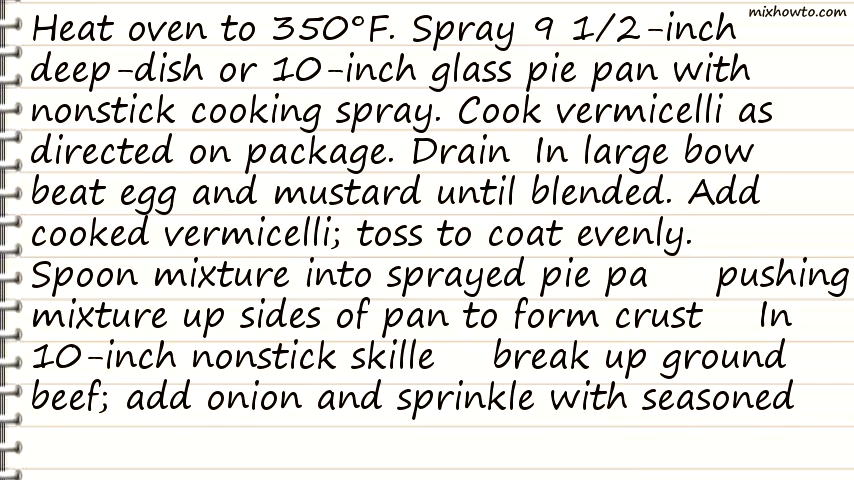 mixhowto.com
Heat oven to 350°F. Spray 9 1/2-inch
deep-dish or 10-inch glass pie pan with
nonstick cooking spray. Cook vermicelli as
directed on package. Drain In large bow
beat egg and mustard until blended. Add
cooked vermicelli; toss to coat evenly.
Spoon mixture into sprayed pie pa pushing
mixture up sides of pan to form crust In
10-inch nonstick skille break up ground
beef; add onion and sprinkle with seasoned